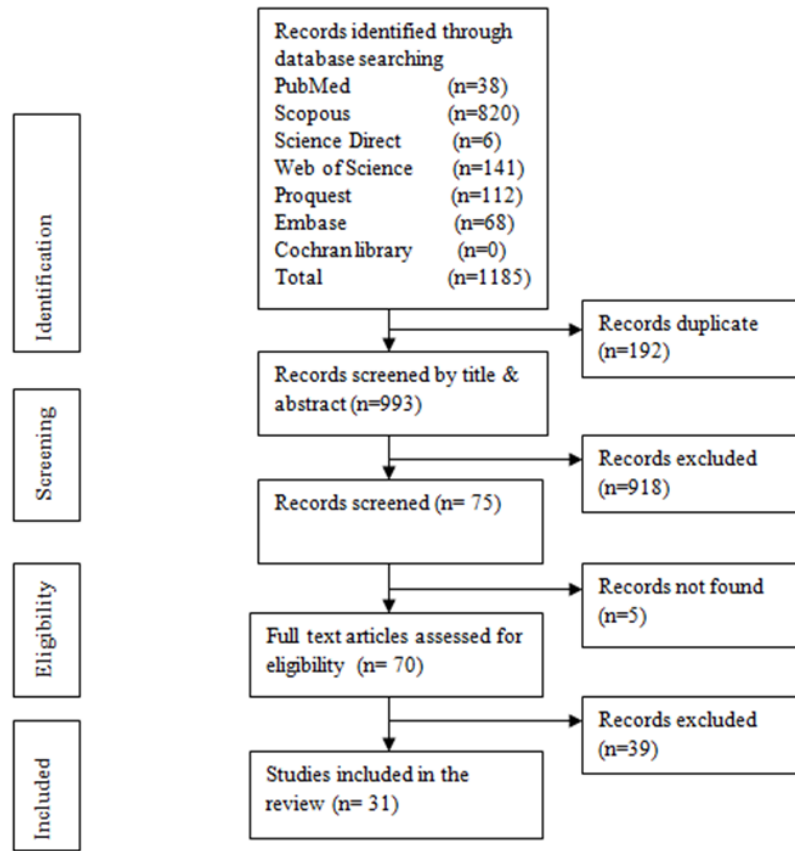 Records identified through
database searching
PubMed (n=38)
Scopous (n=820)
Science Direct (n=6)
Web of Science (n=141)
Proquest (n=112)
Embase (n=68)
Cochran library (n=0)
Total (n=1185)
Identification
Records duplicate
(n=192)
Records screened by title &
abstract (n=993)
Screening
Records excluded
(n=918)
Records screened (n= 75)
Eligibility
Records not found
(n=5)
Full text articles assessed for
eligibility (n= 70)
Records excluded
(n=39)
Included
Studies included in the
review (n= 31)